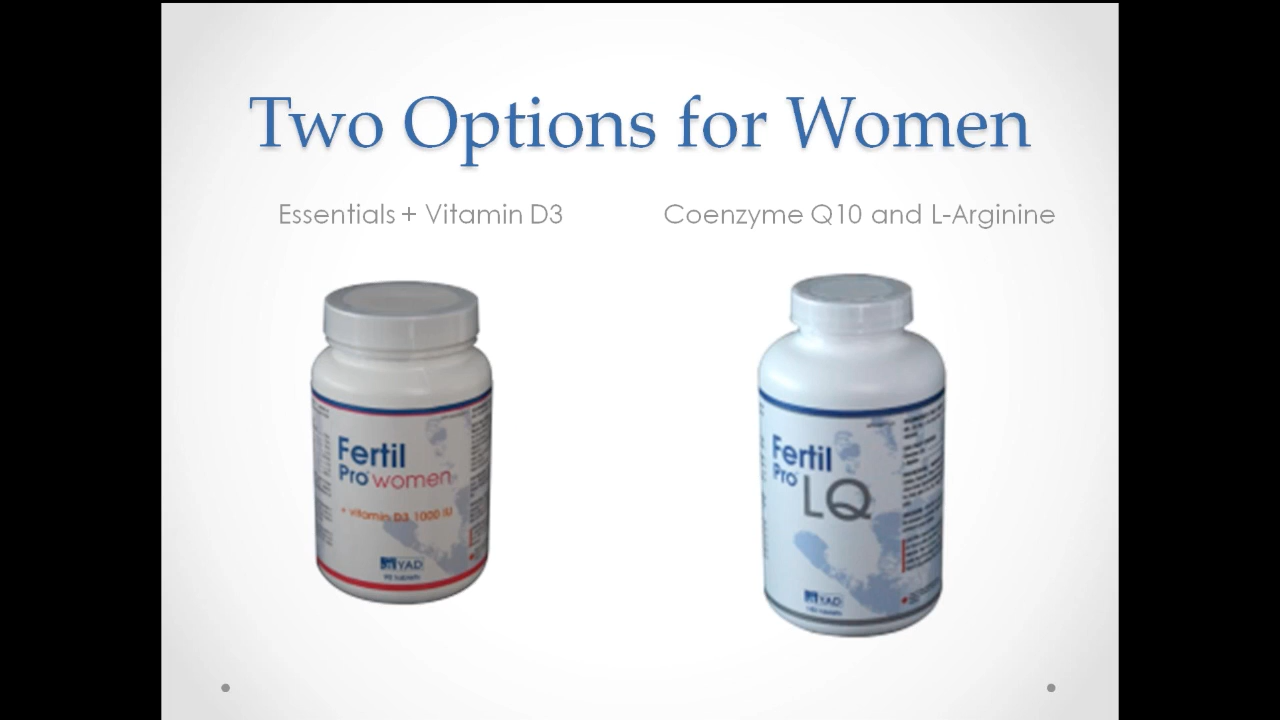 Two Options for Women
Essentials + Vitamin D3
Coenzyme Q10 and L-Arginine
Fertil
Pro women
+ vitamin D3 1000 IU
YAD
Fertil
Pro
LQ
YAD